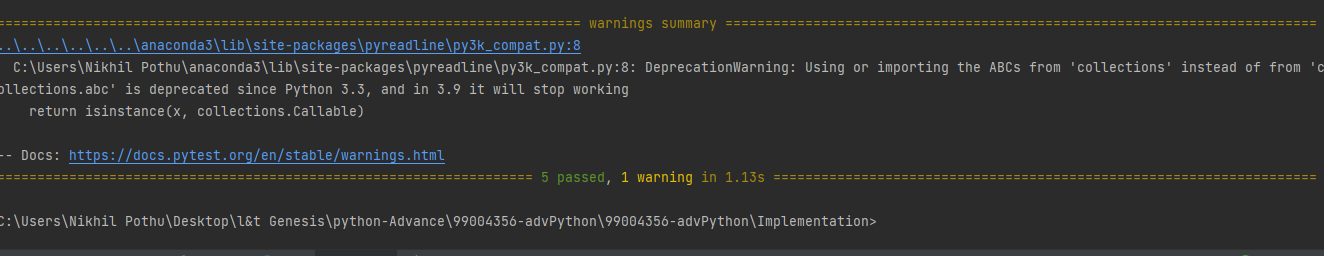 ============================================================================ warnings summary ============================================================================
..\..\..\..\..\..\anaconda3\lib\site-packages\pyreadline\py3k_compat.py:8
C:\Users\Nikhil Pothu\anaconda3\lib\site-packages\pyreadline\py3k_compat.py:8: DeprecationWarning: Using or importing the ABCs from 'collections' instead of from 'c
ollections.abc' is deprecated since Python 3.3, and in 3.9 it will stop working
return isinstance(x, collections.Callable)
-- Docs: https://docs.pytest.org/en/stable/warnings.html
====================================================================== 5 passed, 1 warning in 1.13s ======================================================================
C:\Users\Nikhil Pothu\Desktop\l&t Genesis\python-Advance\99004356-advPython\99004356-advPython\Implementation>